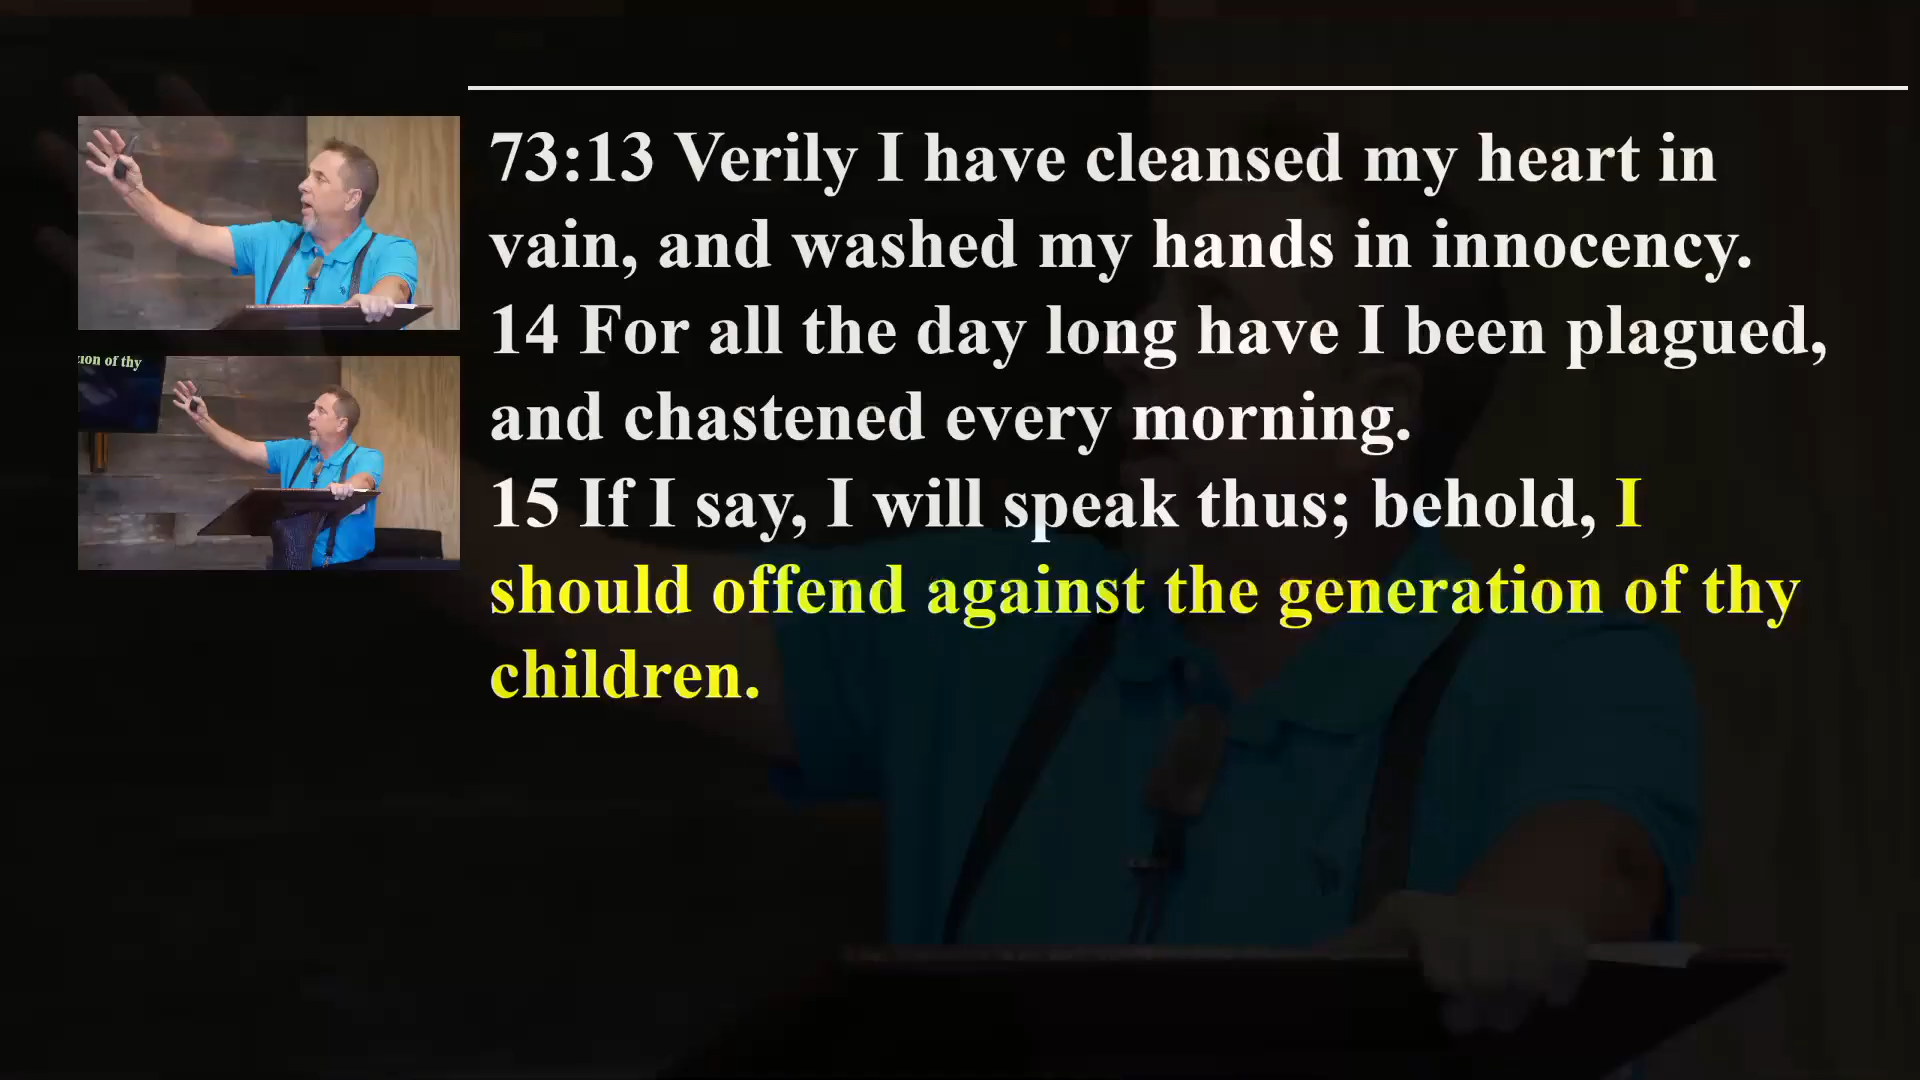 73:13 Verily I have cleansed my heart in
vain, and washed my hands in innocency.
14 For all the day long have I been plagued,
and chastened every morning.
15 If I say, I will speak thus; behold, I
should offend against the generation of thy
children.
ion of thy